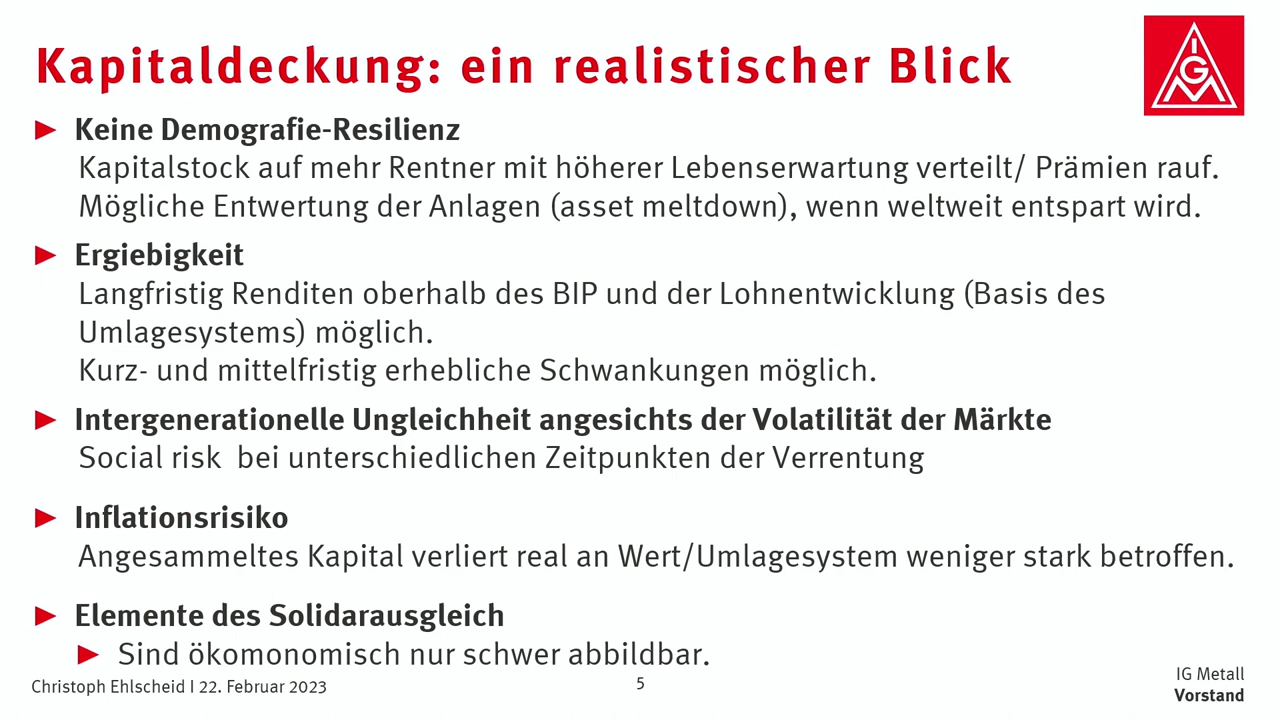 Kapitaldeckung: ein realistischer Blick
IGM
Keine Demografie-Resilienz
Kapitalstock auf mehr Rentner mit höherer Lebenserwartung verteilt/ Prämien rauf.
Mögliche Entwertung der Anlagen (asset meltdown), wenn weltweit entspart wird.
Ergiebigkeit
Langfristig Renditen oberhalb des BIP und der Lohnentwicklung (Basis des
Umlagesystems) möglich.
Kurz- und mittelfristig erhebliche Schwankungen möglich.
Intergenerationelle Ungleichheit angesichts der Volatilität der Märkte
Social risk  bei unterschiedlichen Zeitpunkten der Verrentung
Inflationsrisiko
Angesammeltes Kapital verliert real an Wert/Umlagesystem weniger stark betroffen.
Elemente des Solidarausgleich
Sind ökomonomisch nur schwer abbildbar.
Christoph Ehlscheid I 22. Februar 2023
5
IG Metall
Vorstand